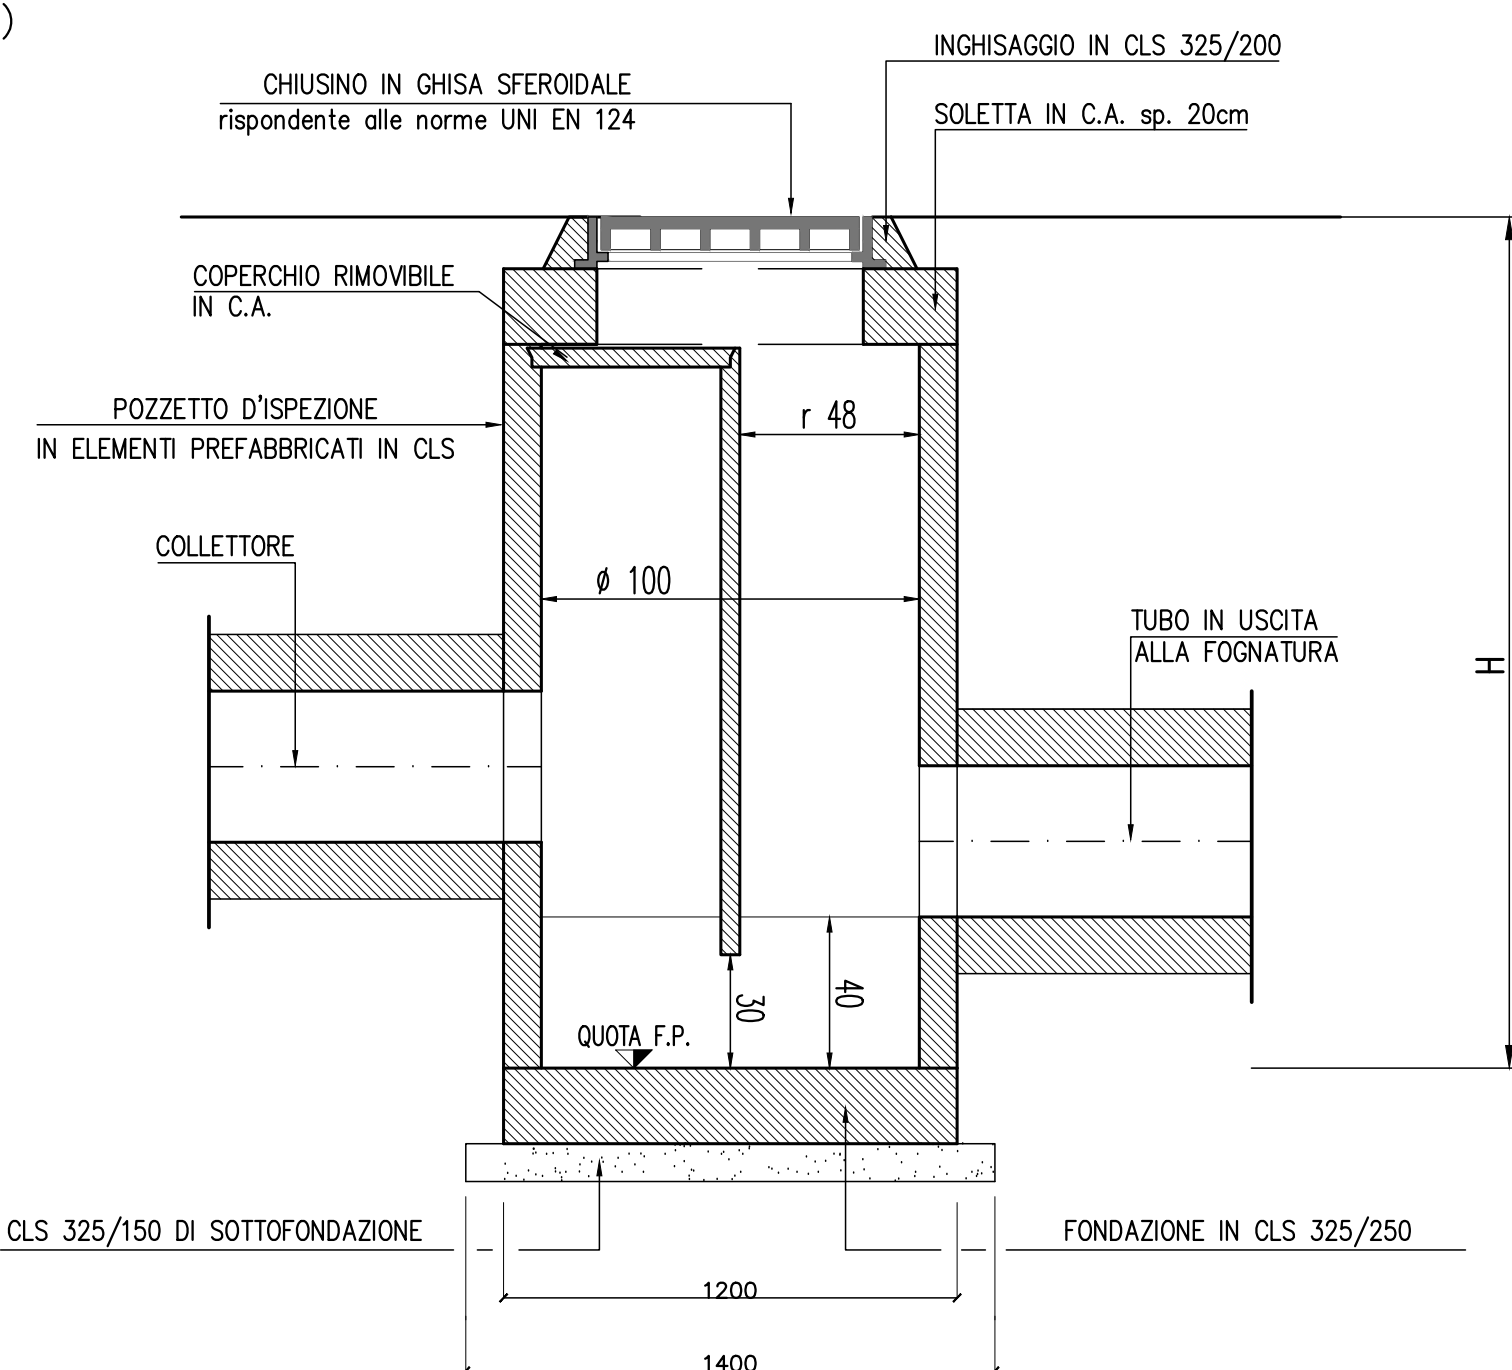 )
INGHISAGGIO IN CLS 325/200
CHIUSINO IN GHISA SFEROIDALE
rispondente alle norme UNI EN 124
SOLETTA IN C.A. sp. 20cm
COPERCHIO RIMOVIBILE
IN C.A.
POZZETTO D'ISPEZIONE
IN ELEMENTI PREFABBRICATI IN CLS
r 48
COLLETTORE
ø 100
TUBO IN USCITA
ALLA FOGNATURA
H
40
30
QUOTA F.P.
CLS 325/150 DI SOTTOFONDAZIONE
FONDAZIONE IN CLS 325/250
1200
1400